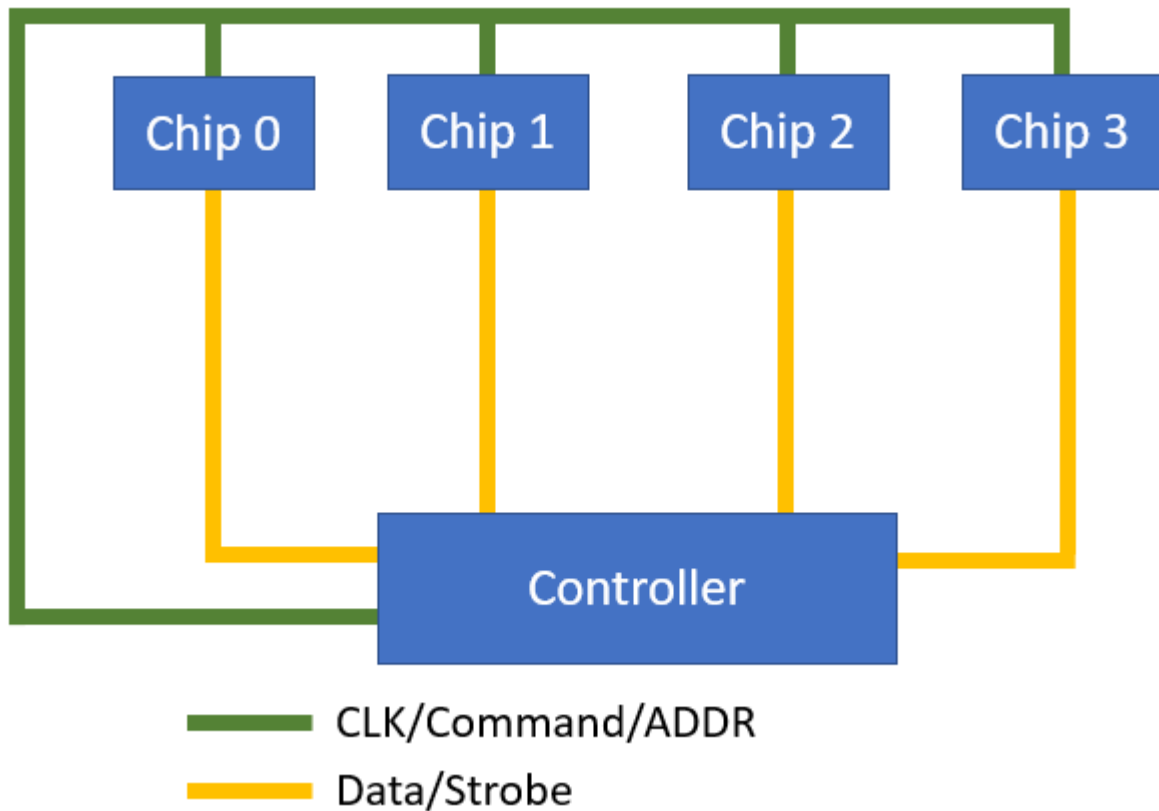 Chip 0
Chip 1
Chip 2
Chip 3
Controller
CLK/Command/ADDR
Data/Strobe